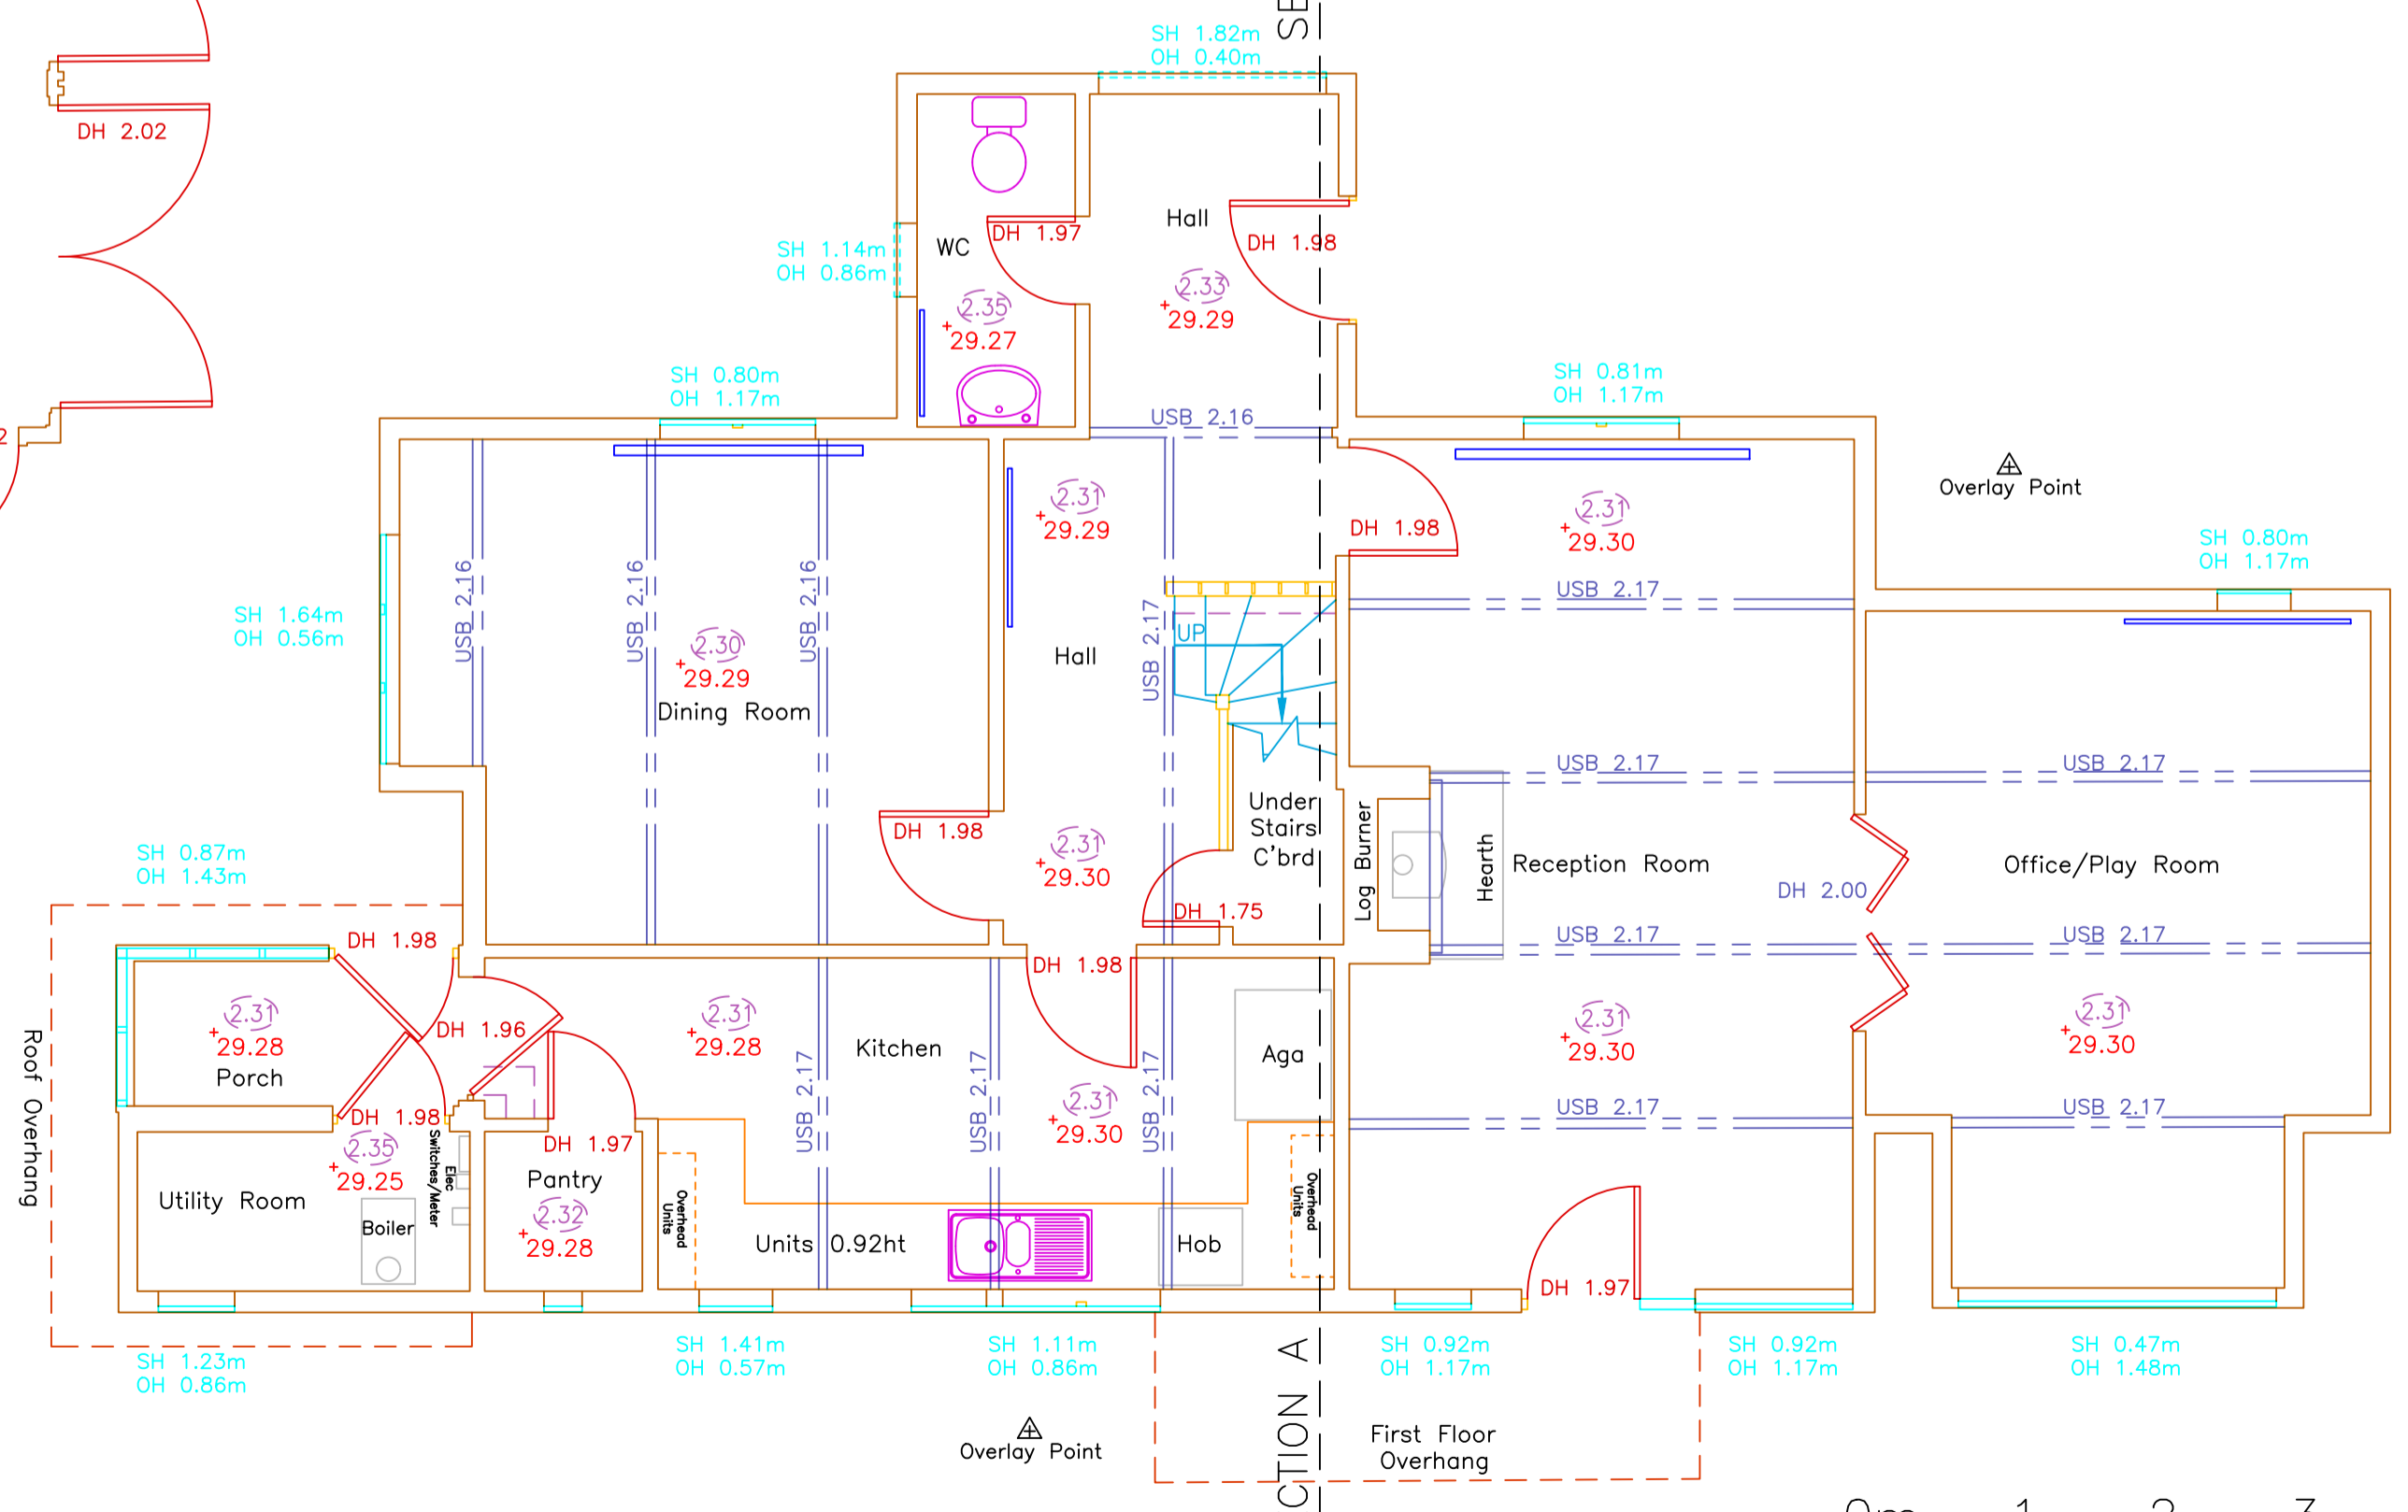 SE
SH 1.82m
OH 0.40m
DH 2.02
Hall
DH 1.97
DH 1.98
WC
SH 1.14m
OH 0.86m
2.33
29.29
2.35
29.27
SH 0.80m
OH 1.17m
SH 0.81m
OH 1.17m
USB 2.16
2
Overlay Point
2.31
29.29
DH 1.98
2.31
29.30
SH 0.80m
OH 1.17m
USB 2.16
USB 2.16
USB 2.16
USB 2.17
USB 2.17
SH 1.64m
OH 0.56m
2.30
29.29
Dining Room
Hall
UP
USB 2.17
USB 2.17
Under
Stairs
C'brd
DH 1.98
2.31
29.30
DH 1.75
Log Burner
Hearth
Reception Room
DH 2.00
Office/Play Room
SH 0.87m
OH 1.43m
DH 1.98
USB 2.17
USB 2.17
DH 1.98
2.31
29.28
Porch
DH 1.96
2.31
29.28
Kitchen
Aga
2.31
29.30
2.31
29.30
Roof Overhang
USB 2.17
USB 2.17
USB 2.17
2.31
29.30
USB 2.17
USB 2.17
DH 1.98
2.35
29.25
Utility Room
Switches/Meter
Elec
Boiler
DH 1.97
Pantry
2.32
29.28
Overhead
Units
Units 0.92ht
Hob
Overhead
Units
DH 1.97
SH 1.23m
OH 0.86m
SH 1.41m
OH 0.57m
SH 1.11m
OH 0.86m
CTION A
SH 0.92m
OH 1.17m
SH 0.92m
OH 1.17m
SH 0.47m
OH 1.48m
Overlay Point
First Floor
Overhang
0m 1 2 3